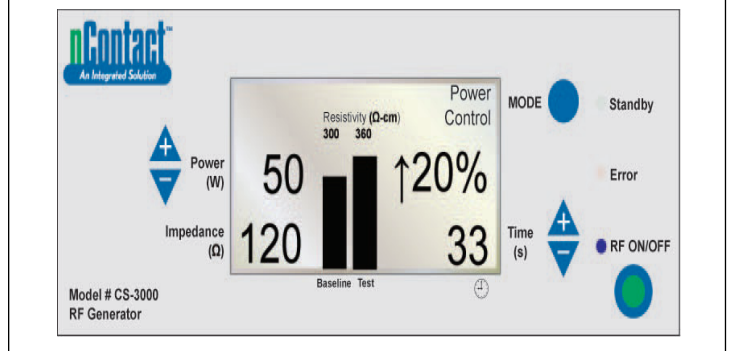 nContact™
An Integrated Solution
Power
(W)
Impedance
(Ω)
Model # CS-3000
RF Generator
Power
Control
Resistivity (Ω-cm)
300 360
50
↑20%
120
33
Baseline Test
MODE
Time
(s)
Standby
Error
RF ON/OFF